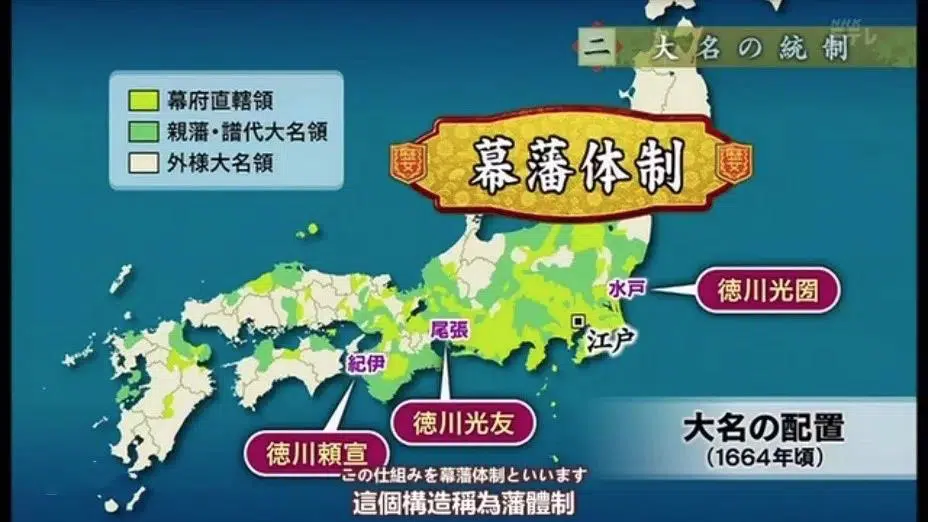 NHK
Eテレ
二 大名の統制
幕府直轄領
親藩・譜代大名領
外様大名領
幕藩体制
水戸
徳川光圀
江戸
尾張
紀伊
徳川光友
徳川頼宣
大名の配置
(1664年頃)
この仕組みを幕藩体制といいます
這個構造稱為藩體制